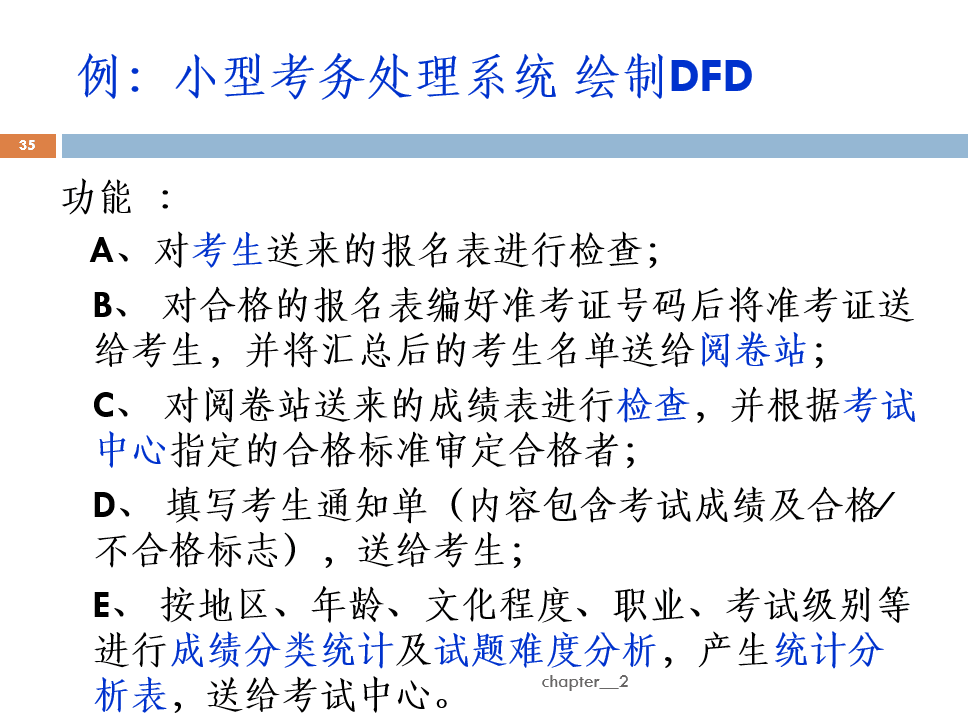 例：小型考务处理系统 绘制DFD
35
功能 ：
A、对考生送来的报名表进行检查；
B、 对合格的报名表编好准考证号码后将准考证送
给考生，并将汇总后的考生名单送给阅卷站；
C、 对阅卷站送来的成绩表进行检查，并根据考试
中心指定的合格标准审定合格者；
D、 填写考生通知单（内容包含考试成绩及合格/
不合格标志），送给考生；
E、 按地区、年龄、文化程度、职业、考试级别等
进行成绩分类统计及试题难度分析，产生统计分
析表，送给考试中心。
chapter__2